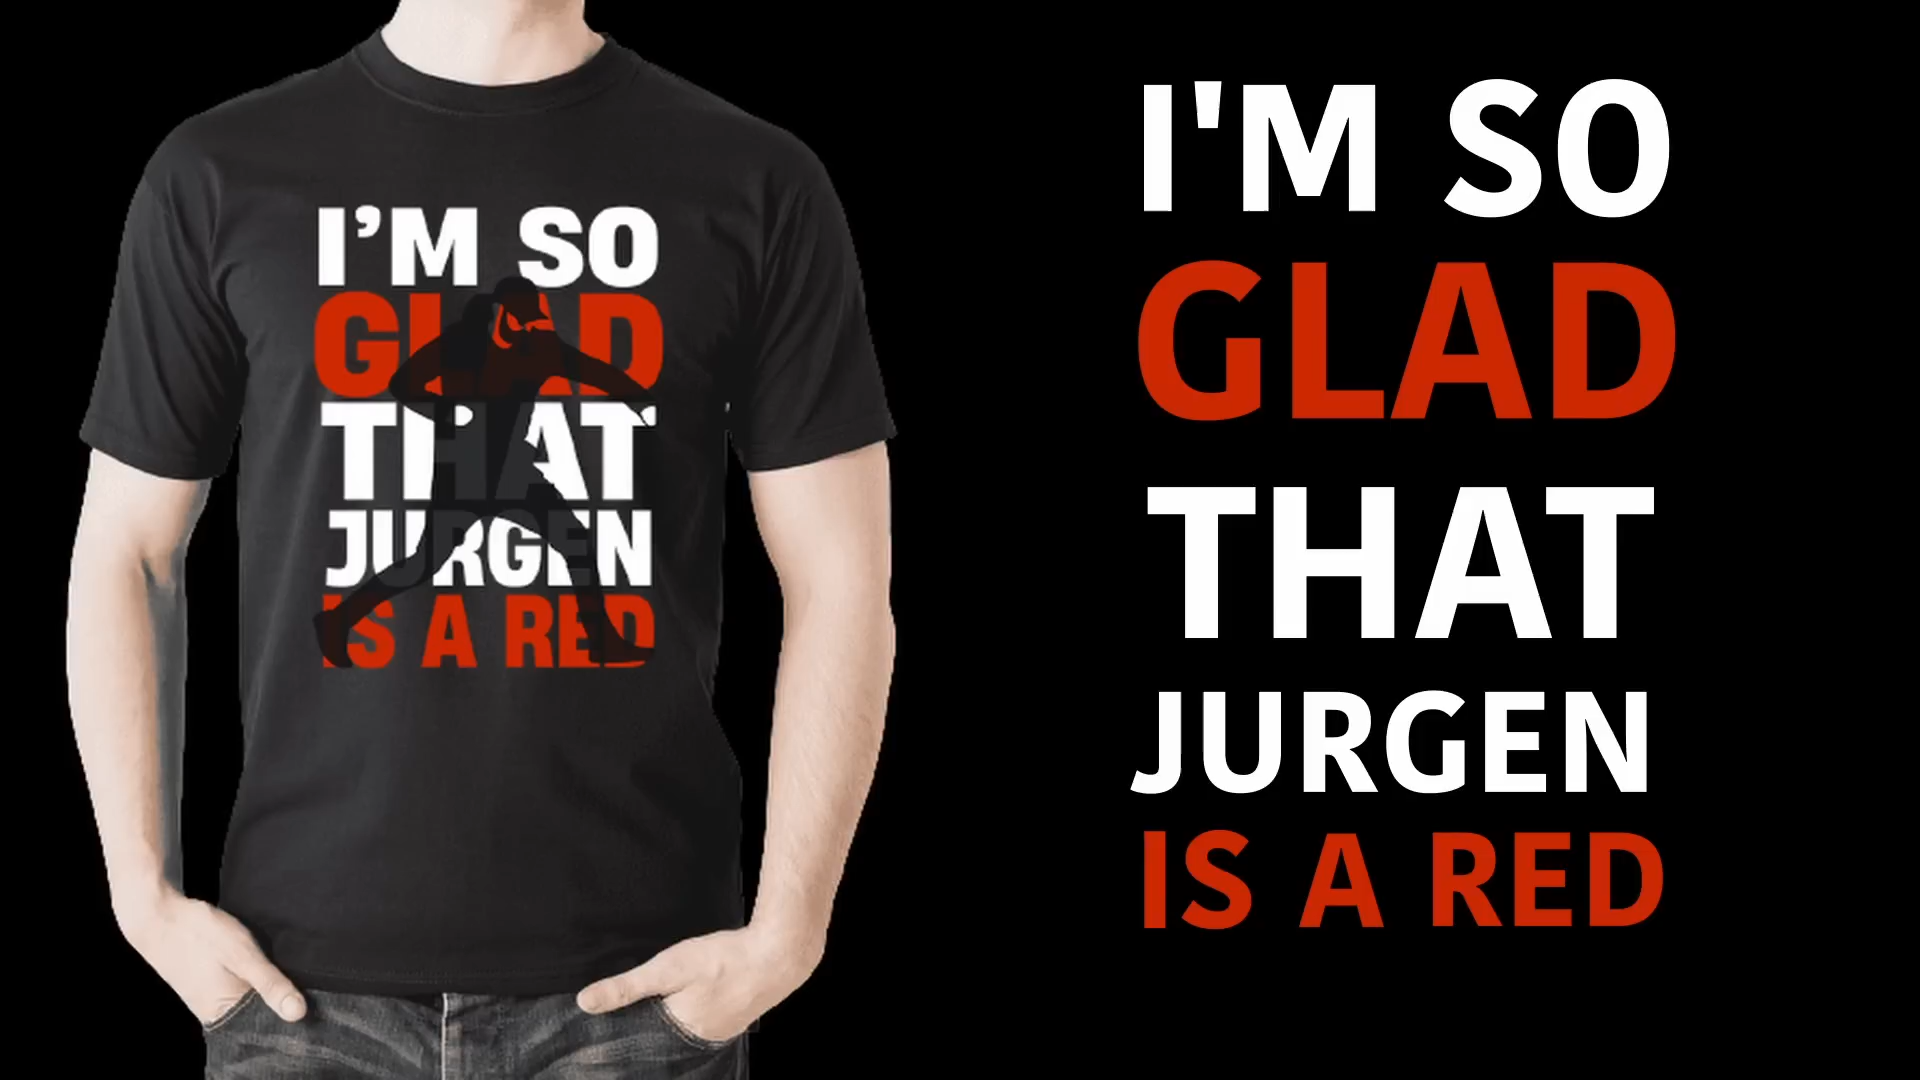 I'M SO
GLAD
THAT
JURGEN
IS A RED
I'M SO
GLAD
THAT
JURGEN
IS A RED